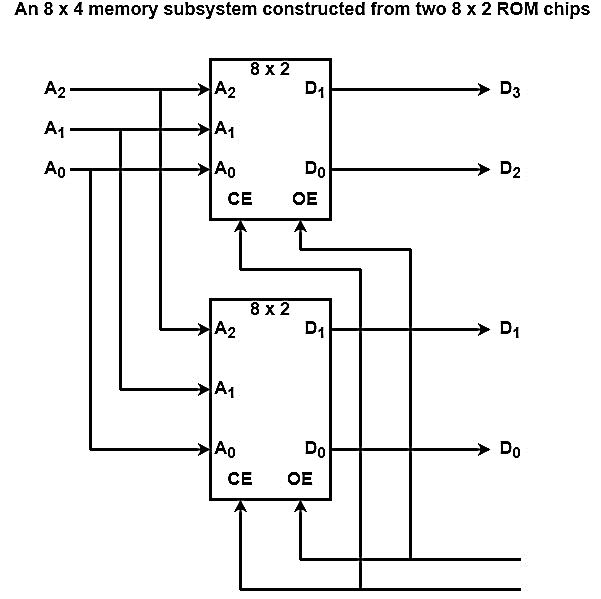 An 8 x 4 memory subsystem constructed from two 8 x 2 ROM chips
8 x 2
A2 A2 D1 D3
A1 A1
A0 A0 D0 D2
CE OE
8 x 2
A2 D1 D1
A1
A0 D0 D0
CE OE